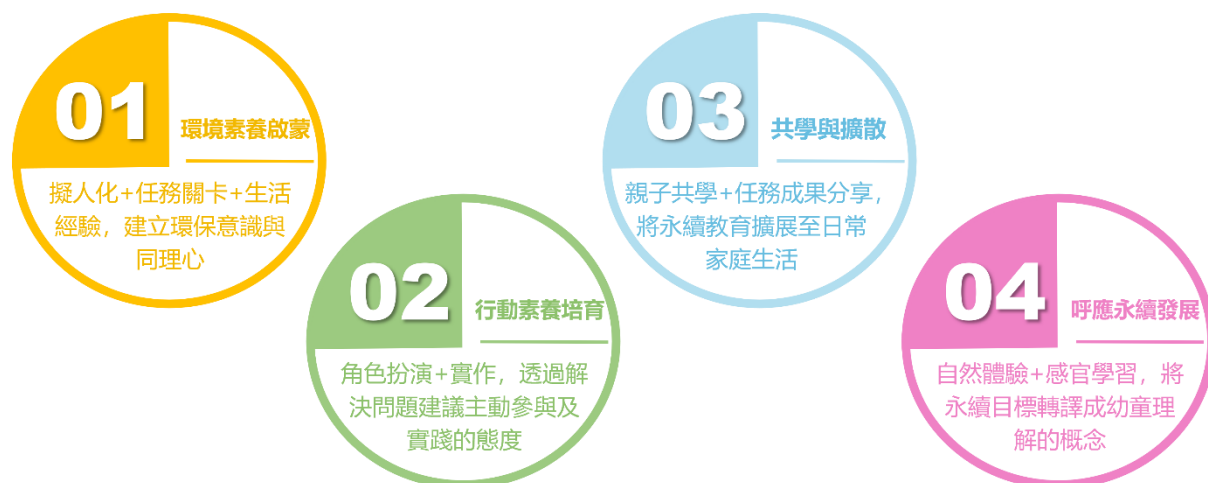 01
環境素養啟蒙
擬人化+任務關卡+生活
經驗，建立環保意識與
同理心
02
行動素養培育
角色扮演+實作，透過解
決問題建議主動參與及
實踐的態度
03
共學與擴散
親子共學+任務成果分享，
將永續教育擴展至日常
家庭生活
04
呼應永續發展
自然體驗+感官學習，將
永續目標轉譯成幼童理
解的概念